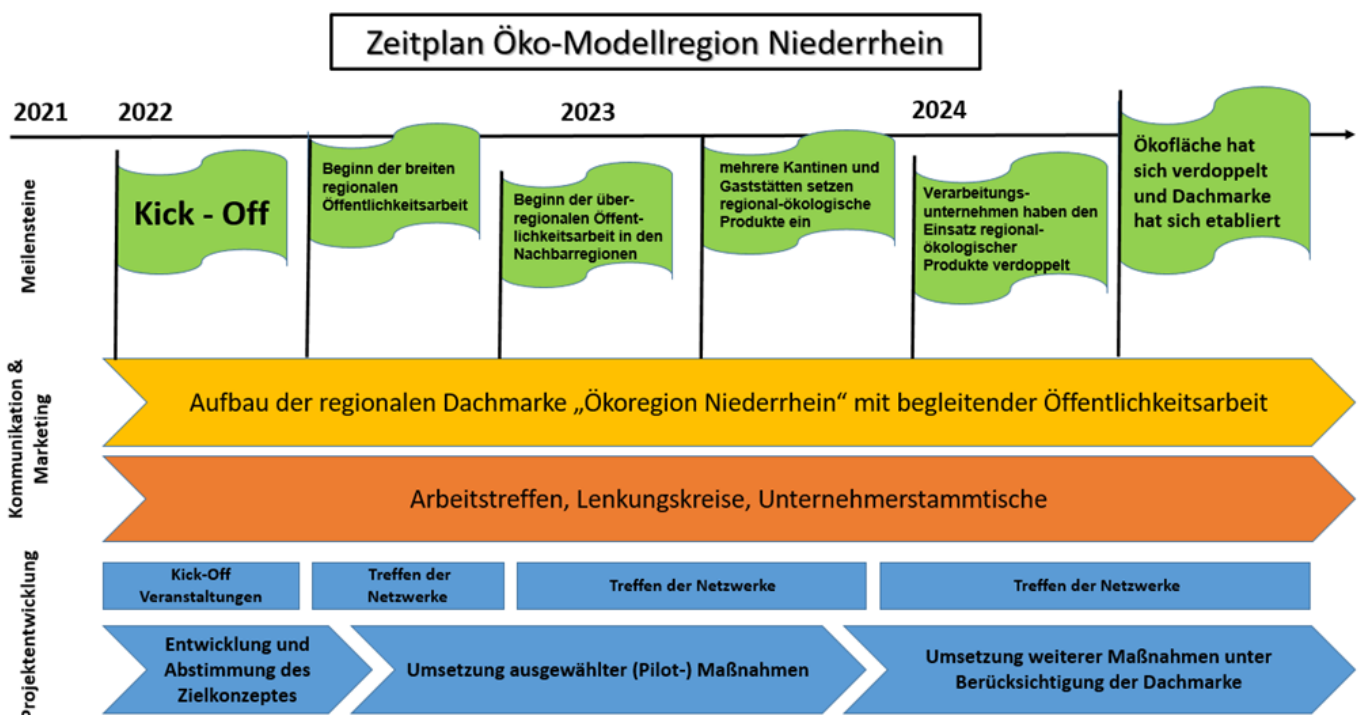 Zeitplan Öko-Modellregion Niederrhein
2021
2022
2023
2024
Meilensteine
Kick - Off
Beginn der breiten
regionalen
Öffentlichkeitsarbeit
Beginn der über-
regionalen Öffent-
lichkeitsarbeit in den
Nachbarregionen
mehrere Kantinen und
Gaststätten setzen
regional-ökologische
Produkte ein
Verarbeitungs-
unternehmen haben den
Einsatz regional-
ökologischer
Produkte verdoppelt
Ökofläche hat
sich verdoppelt
und Dachmarke
hat sich etabliert
Kommunikation &
Marketing
Aufbau der regionalen Dachmarke „Ökoregion Niederrhein“ mit begleitender Öffentlichkeitsarbeit
Arbeitstreffen, Lenkungskreise, Unternehmerstammtische
Projektentwicklung
Kick-Off
Veranstaltungen
Treffen der
Netzwerke
Treffen der Netzwerke
Treffen der Netzwerke
Entwicklung und
Abstimmung des
Zielkonzeptes
Umsetzung ausgewählter (Pilot-) Maßnahmen
Umsetzung weiterer Maßnahmen unter
Berücksichtigung der Dachmarke